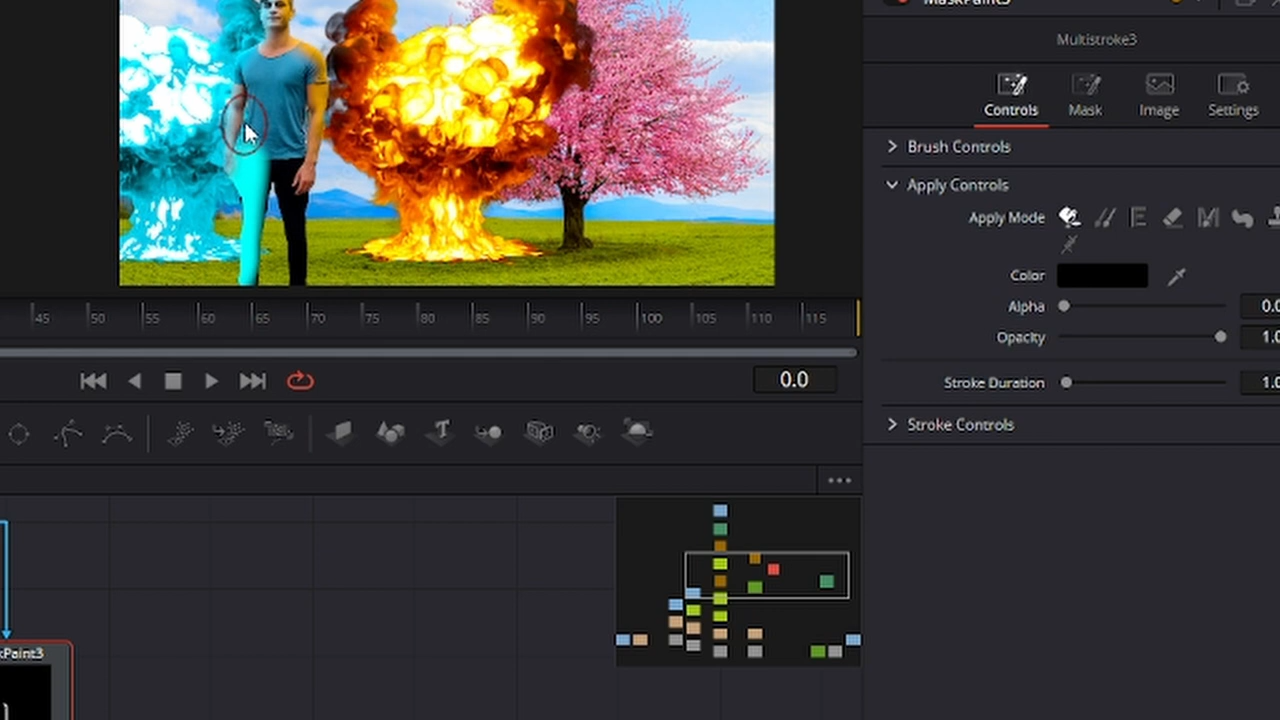 MaskPaint3
Multistroke3
Controls
Mask
Image
Settings
Brush Controls
Apply Controls
Apply Mode
Color
Alpha
0.0
Opacity
1.0
Stroke Duration
1.0
Stroke Controls
45 50 55 60 65 70 75 80 85 90 95 100 105 110 115
0.0
kPaint3